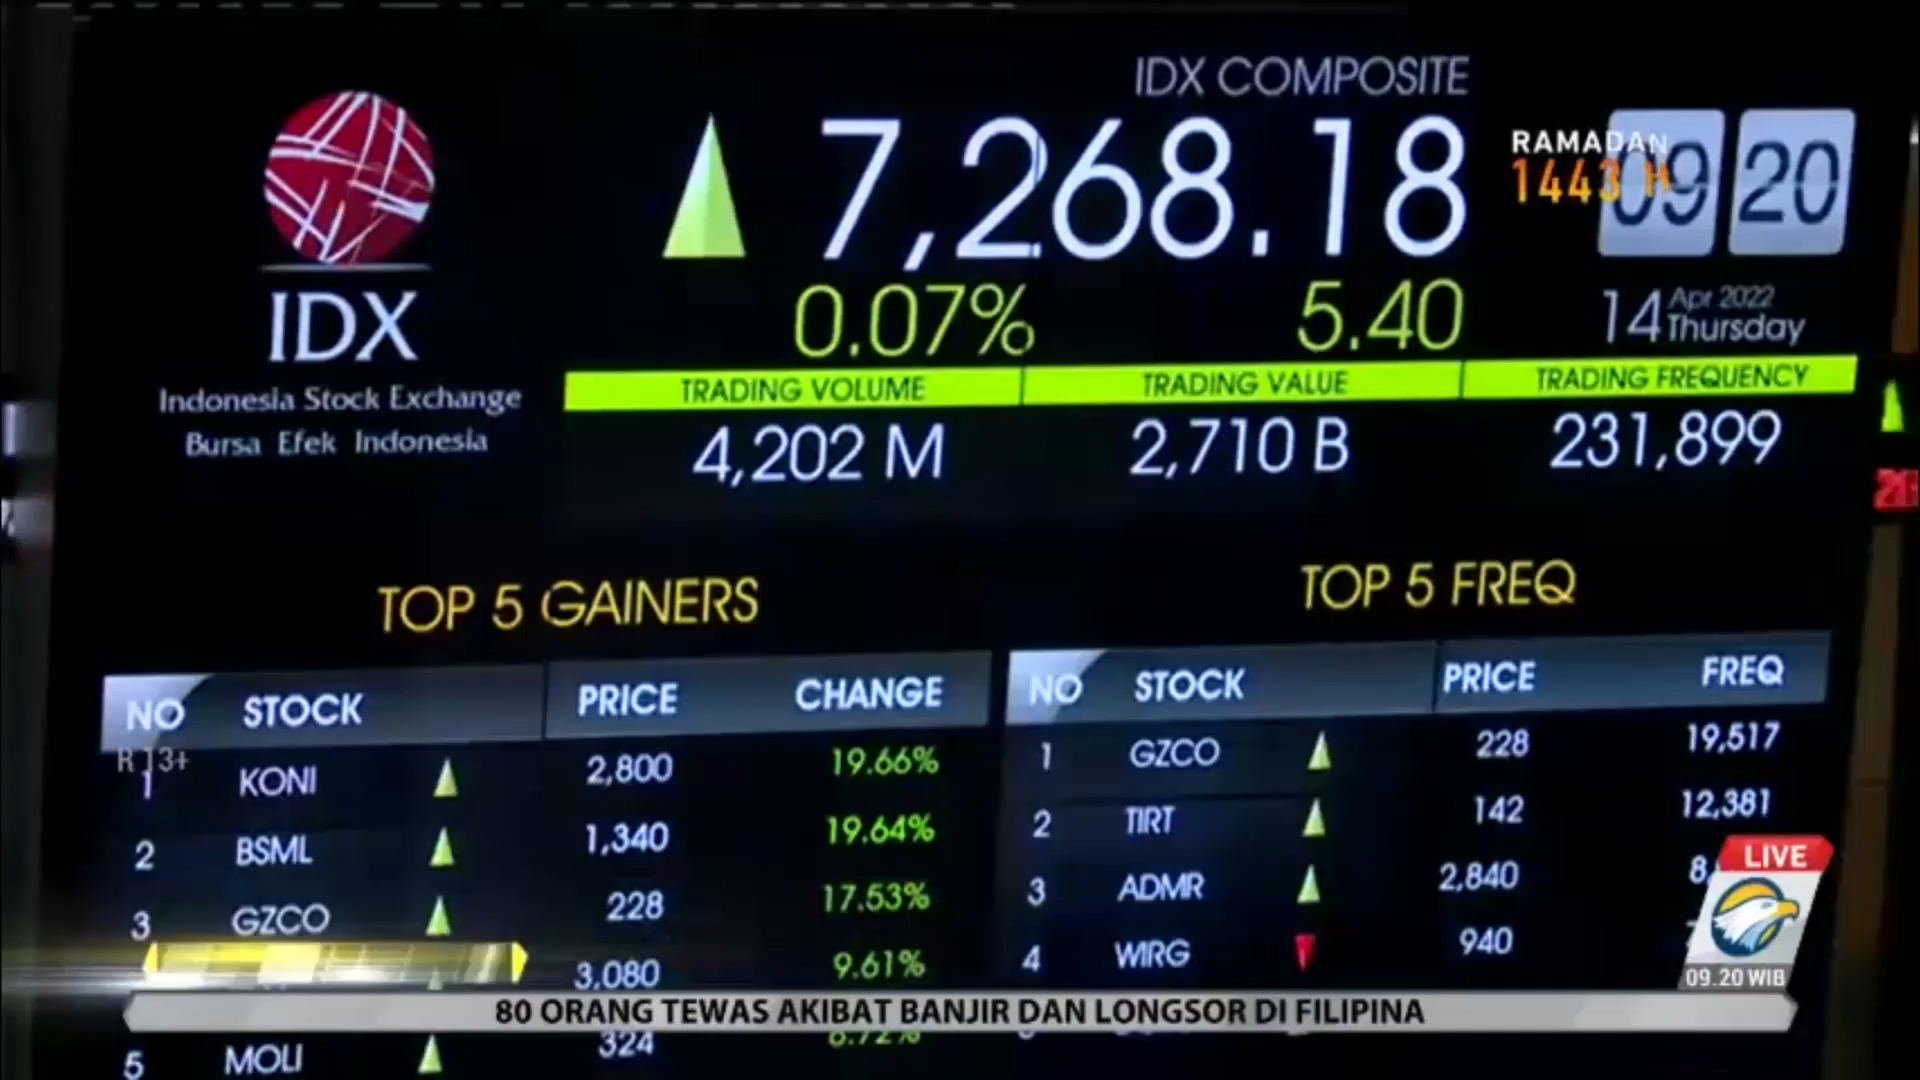 IDX COMPOSITE
7,268.18
0.07% 5.40
RAMADAN
1443 H
09 20
14 Apr 2022
Thursday
IDX
Indonesia Stock Exchange
Bursa Efek Indonesia
TRADING VOLUME TRADING VALUE TRADING FREQUENCY
4,202 M 2,710 B 231,899
TOP 5 GAINERS
NO STOCK PRICE CHANGE
R 13+
1 KONI 2,800 19.66%
2 BSML 1,340 19.64%
3 GZCO 228 17.53%
3,080 9.61%
5 MOLI 324 6.72%
TOP 5 FREQ
NO STOCK PRICE FREQ
1 GZCO 228 19,517
2 TIRT 142 12,381
3 ADMR 2,840 8,
4 WIRG 940
LIVE
09.20 WIB
80 ORANG TEWAS AKIBAT BANJIR DAN LONGSOR DI FILIPINA